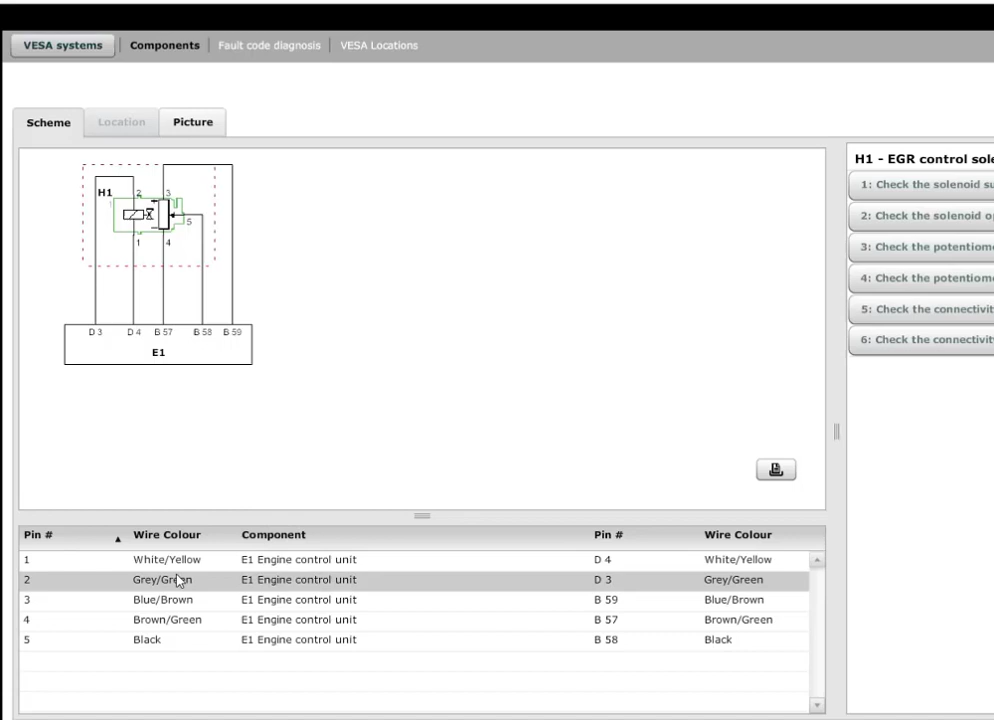 VESA systems Components Fault code diagnosis VESA Locations
Scheme Location Picture
H1 - EGR control sole
1: Check the solenoid su
2: Check the solenoid o
3: Check the potentiom
4: Check the potentiom
5: Check the connectivit
6: Check the connectivit
H1 2 3
1
5
1 4
D 3 D 4 B 57 B 58 B 59
E1
Pin # Wire Colour Component Pin # Wire Colour
1 White/Yellow E1 Engine control unit D 4 White/Yellow
2 Grey/Green E1 Engine control unit D 3 Grey/Green
3 Blue/Brown E1 Engine control unit B 59 Blue/Brown
4 Brown/Green E1 Engine control unit B 57 Brown/Green
5 Black E1 Engine control unit B 58 Black